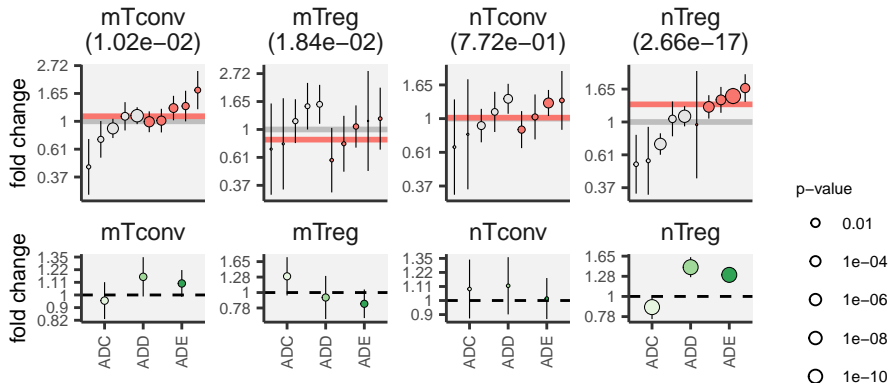 mTconv
(1.02e−02)
mTreg
(1.84e−02)
nTconv
(7.72e−01)
nTreg
(2.66e−17)
fold change
2.72
1.65
1
0.61
0.37
2.72
1.65
1
0.61
0.37
1.65
1
0.61
0.37
1.65
1
0.61
0.37
mTconv
mTreg
nTconv
nTreg
fold change
1.35
1.22
1.11
1
0.9
0.82
1.65
1.28
1
0.78
1.35
1.22
1.11
1
0.9
1.65
1.28
1
0.78
ADC
ADD
ADE
ADC
ADD
ADE
ADC
ADD
ADE
ADC
ADD
ADE
p−value
0.01
1e−04
1e−06
1e−08
1e−10